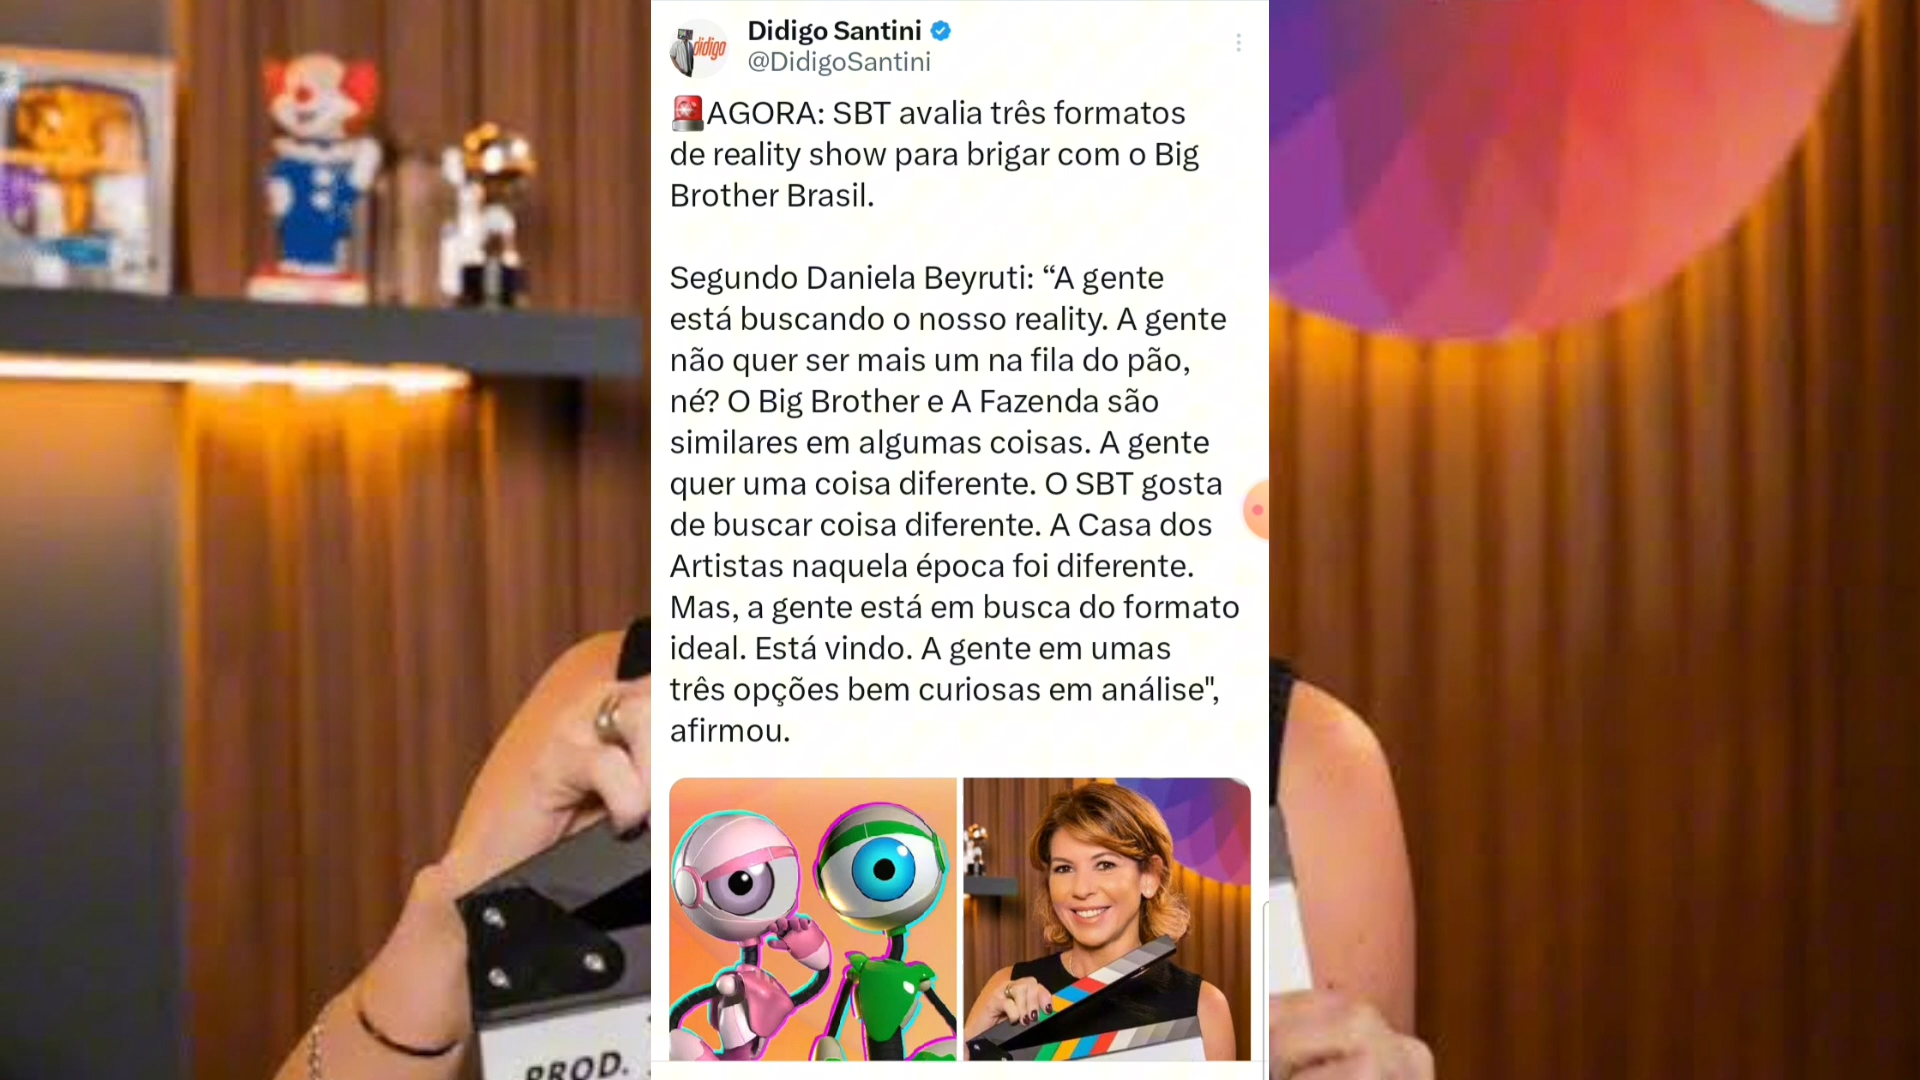 didigo
Didigo Santini
@DidigoSantini
🚨AGORA: SBT avalia três formatos
de reality show para brigar com o Big
Brother Brasil.
Segundo Daniela Beyruti: “A gente
está buscando o nosso reality. A gente
não quer ser mais um na fila do pão,
né? O Big Brother e A Fazenda são
similares em algumas coisas. A gente
quer uma coisa diferente. O SBT gosta
de buscar coisa diferente. A Casa dos
Artistas naquela época foi diferente.
Mas, a gente está em busca do formato
ideal. Está vindo. A gente em umas
três opções bem curiosas em análise",
afirmou.
PROD.